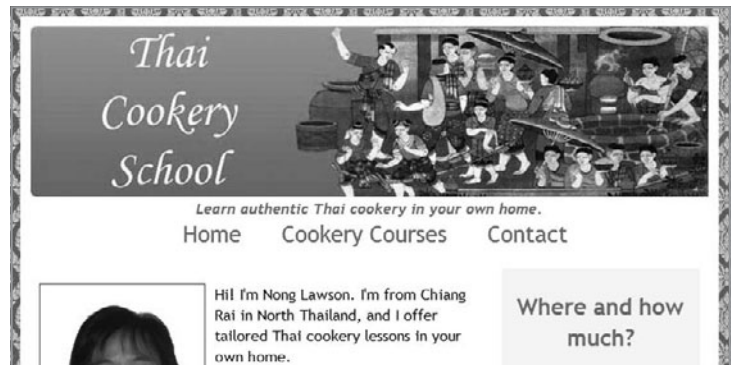 Thai
Cookery
School
Learn authentic Thai cookery in your own home.
Home Cookery Courses Contact
Hi! I'm Nong Lawson. I'm from Chiang
Rai in North Thailand, and I offer
tailored Thai cookery lessons in your
own home.
Where and how
much?